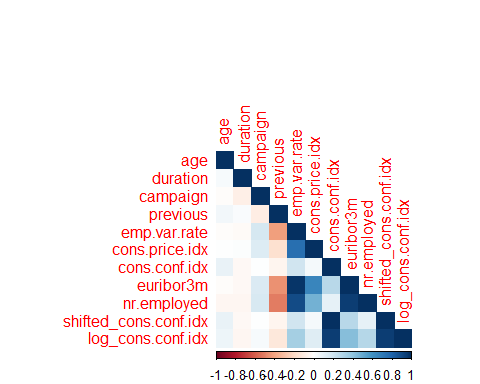 age
duration
campaign
previous
emp.var.rate
cons.price.idx
cons.conf.idx
euribor3m
nr.employed
shifted_cons.conf.idx
log_cons.conf.idx
age
duration
campaign
previous
emp.var.rate
cons.price.idx
cons.conf.idx
euribor3m
nr.employed
shifted_cons.conf.idx
log_cons.conf.idx
-1 -0.8 -0.6 -0.4 -0.2 0 0.2 0.4 0.6 0.8 1